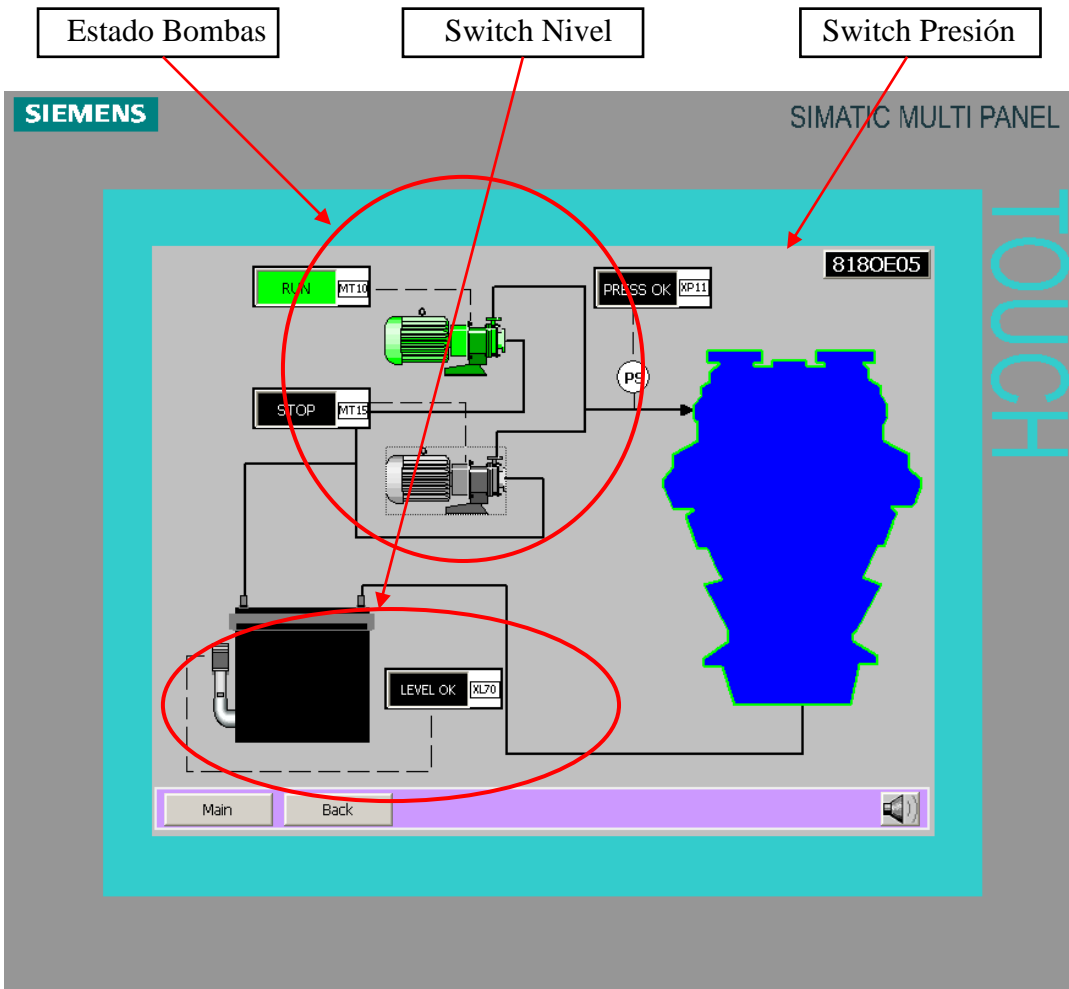 Estado Bombas
Switch Nivel
Switch Presión
SIEMENS
SIMATIC MULTI PANEL
TOUCH
818OE05
RUN MT10
PRESS OK XP11
PS
STOP MT15
LEVEL OK XL70
Main
Back